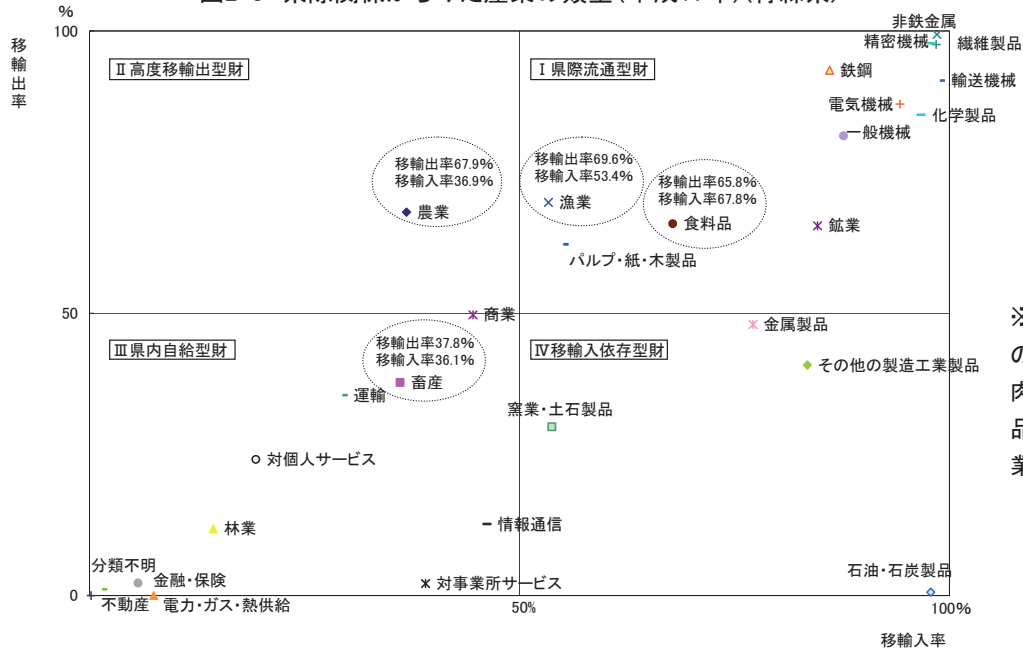 %
移輸出率
100
非鉄金属
精密機械
繊維製品
Ⅱ高度移輸出型財
Ⅰ県際流通型財
鉄鋼
輸送機械
電気機械
化学製品
一般機械
移輸出率67.9%
移輸入率36.9%
農業
移輸出率69.6%
移輸入率53.4%
漁業
移輸出率65.8%
移輸入率67.8%
食料品
鉱業
パルプ・紙・木製品
50
商業
金属製品
※
Ⅲ県内自給型財
移輸出率37.8%
移輸入率36.1%
畜産
Ⅳ移輸入依存型財
の
その他の製造工業製品
肉
運輸
窯業・土石製品
品
対個人サービス
業
林業
情報通信
分類不明
金融・保険
対事業所サービス
石油・石炭製品
0
不動産
電力・ガス・熱供給
50%
100%
移輸入率